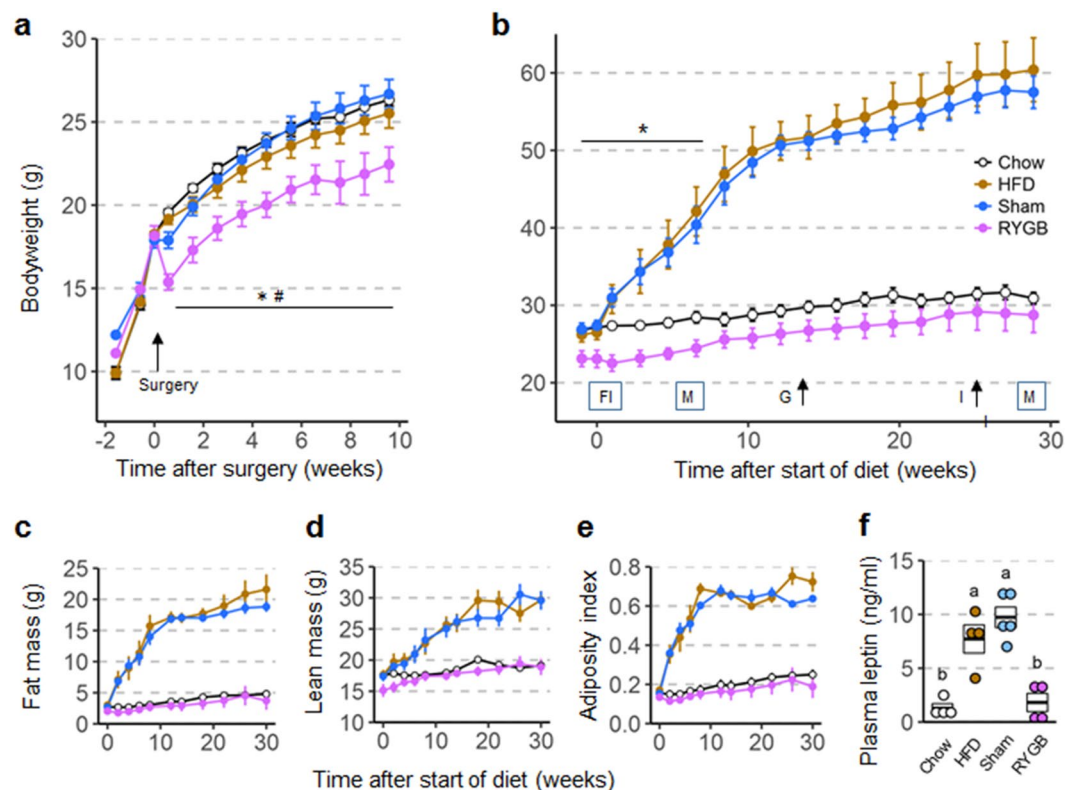 a
30
25
20
15
10
Bodyweight (g)
* #
Surgery
-2 0 2 4 6 8 10
Time after surgery (weeks)
b
60
50
40
30
20
*
Chow
HFD
Sham
RYGB
FI M G I M
0 10 20 30
Time after start of diet (weeks)
c
25
20
15
10
5
0
Fat mass (g)
0 10 20 30
d
35
30
25
20
15
10
Lean mass (g)
0 10 20 30
e
0.8
0.6
0.4
0.2
0.0
Adiposity index
0 10 20 30
Time after start of diet (weeks)
f
15
10
5
0
Plasma leptin (ng/ml)
b a a b
Chow HFD Sham RYGB